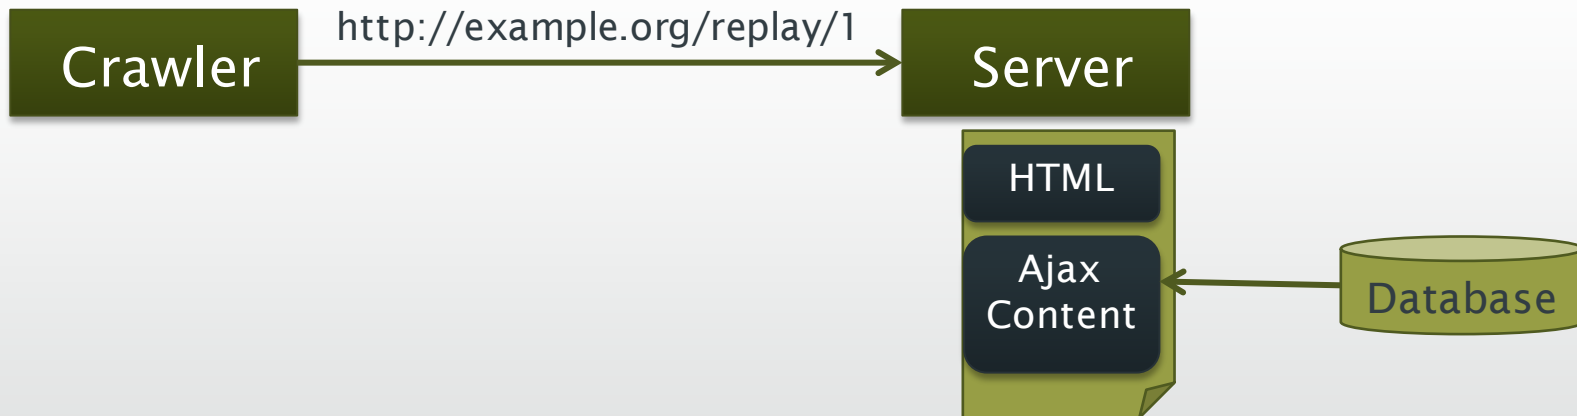 http://example.org/replay/1
Crawler
Server
HTML
Ajax
Content
Database